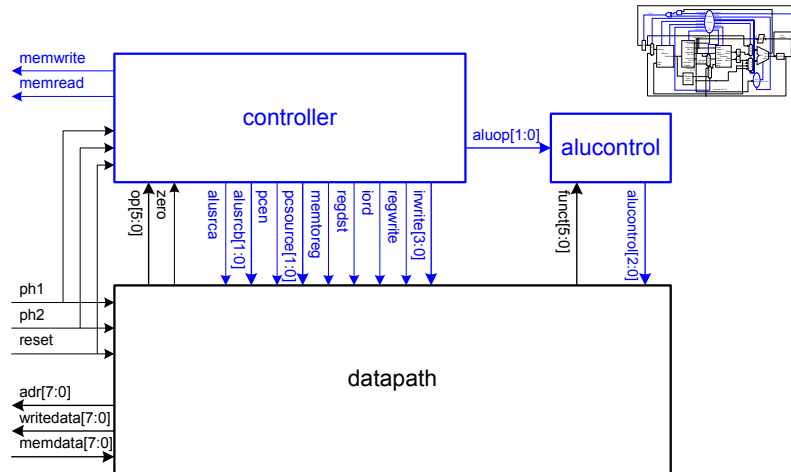 memwrite
memread
controller
aluop[1:0]
alucontrol
op[5:0]
zero
alusrca
alusrcb[1:0]
pcen
pcsource[1:0]
memtoreg
regdst
iord
regwrite
irwrite[3:0]
funct[5:0]
alucontrol[2:0]
ph1
ph2
reset
datapath
adr[7:0]
writedata[7:0]
memdata[7:0]